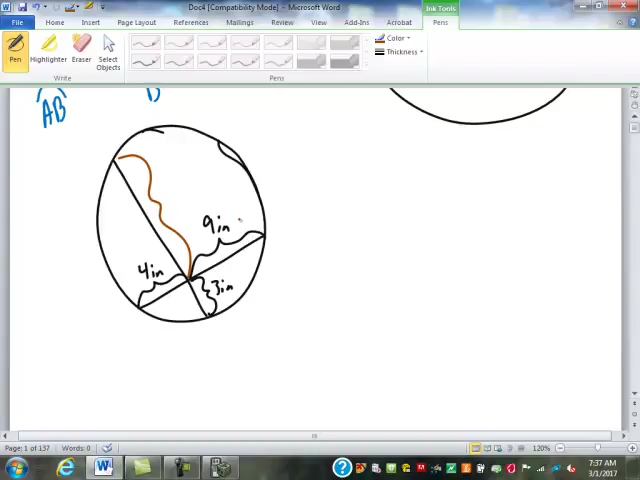 Doc4 [Compatibility Mode] - Microsoft Word
Ink Tools
File
Home
Insert
Page Layout
References
Mailings
Review
View
Add-Ins
Acrobat
Pens
Pen
Highlighter
Eraser
Select Objects
Color
Thickness
Write
Pens
AB
9in
4in
3in
Page: 1 of 137
Words: 0
120%
7:37 AM
3/1/2017